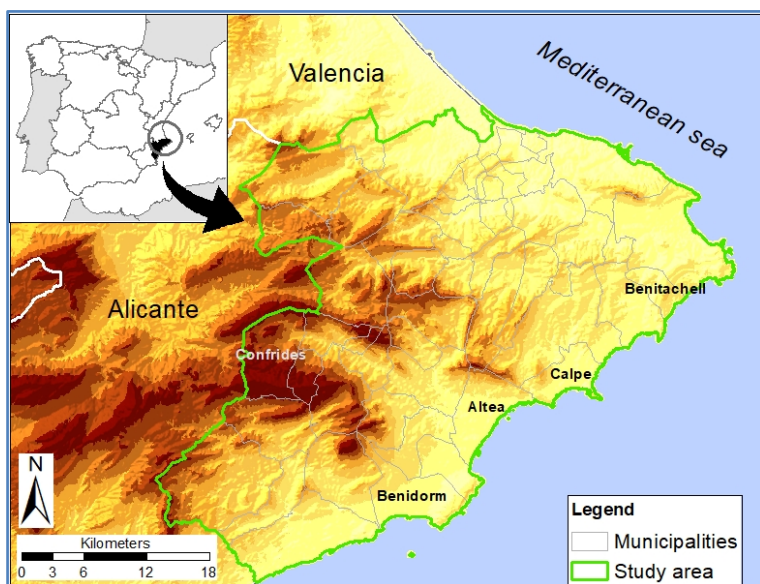 Valencia
Mediterranean sea
Benitachell
Alicante
Confrides
Calpe
Altea
Benidorm
N
Kilometers
0 3 6 12 18
Legend
Municipalities
Study area